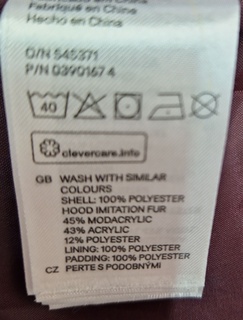 Fabriqué en Chine
Hecho en China
O/N 545371
P/N 0390167 4
40
clevercare.info
GB WASH WITH SIMILAR
COLOURS
SHELL: 100% POLYESTER
HOOD IMITATION FUR
45% MODACRYLIC
43% ACRYLIC
12% POLYESTER
LINING: 100% POLYESTER
PADDING: 100% POLYESTER
CZ PERTE S PODOBNÝMI